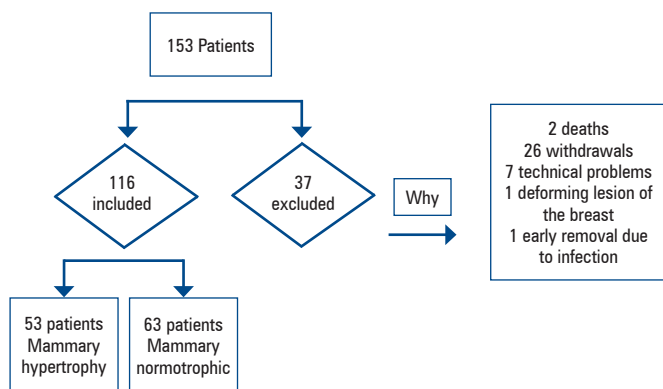 153 Patients
116
included
37
excluded
Why
2 deaths
26 withdrawals
7 technical problems
1 deforming lesion of
the breast
1 early removal due
to infection
53 patients
Mammary
hypertrophy
63 patients
Mammary
normotrophic